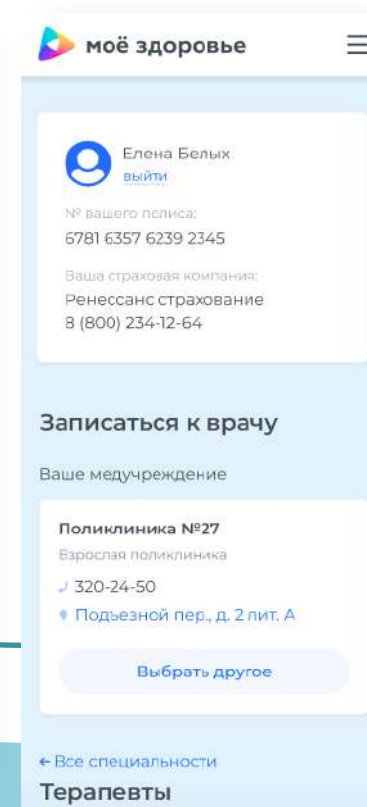 моё здоровье
Елена Белых
выйти
№ вашего полиса:
6781 6357 6239 2345
Ваша страховая компания:
Ренессанс страхование
8 (800) 234-12-64
Записаться к врачу
Ваше медучреждение
Поликлиника №27
Взрослая поликлиника
320-24-50
Подъезной пер., д. 2 лит. А
Выбрать другое
← Все специальности
Терапевты